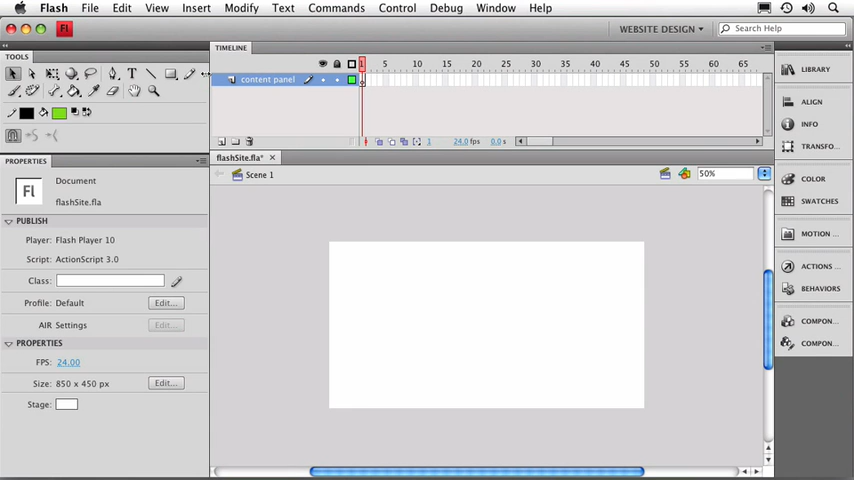 Flash File Edit View Insert Modify Text Commands Control Debug Window Help
Fl WEBSITE DESIGN Search Help
TOOLS
TIMELINE
1 5 10 15 20 25 30 35 40 45 50 55 60 65
content panel
1 24.0 fps 0.0 s
flashSite.fla*
Scene 1 50%
PROPERTIES
Fl Document
flashSite.fla
PUBLISH
Player: Flash Player 10
Script: ActionScript 3.0
Class:
Profile: Default Edit...
AIR Settings Edit...
PROPERTIES
FPS: 24.00
Size: 850 x 450 px Edit...
Stage:
LIBRARY
ALIGN
INFO
TRANSFO...
COLOR
SWATCHES
MOTION ...
ACTIONS ...
BEHAVIORS
COMPON...
COMPON...